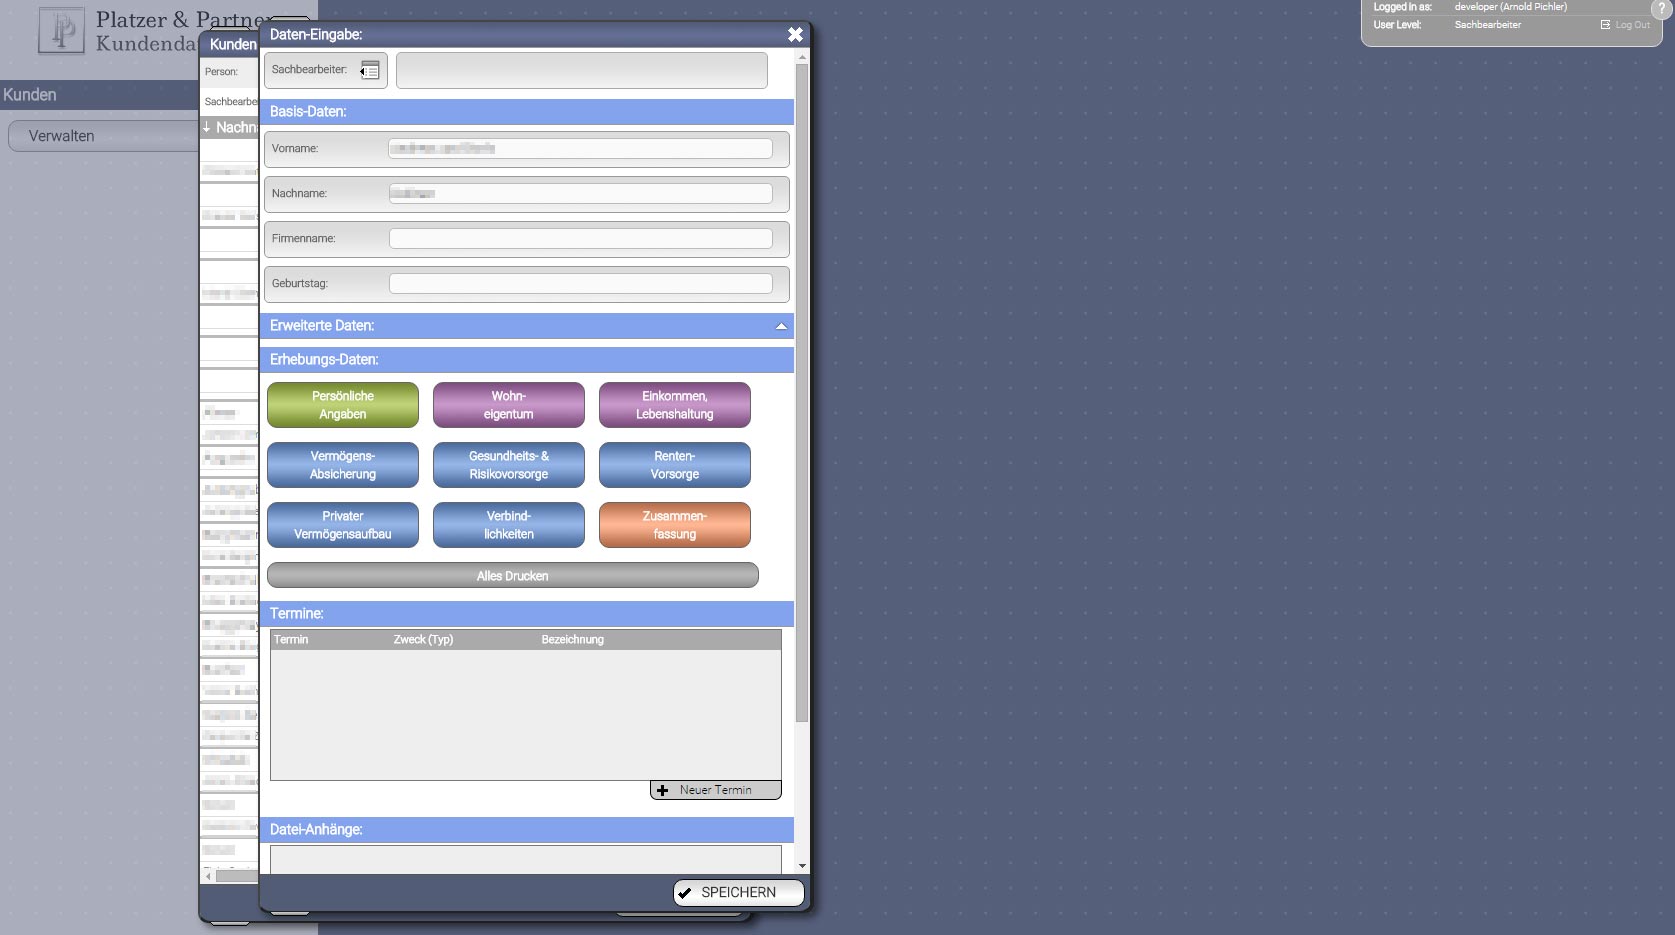 Platzer & Partner
Kundenda
Logged in as: developer (Arnold Pichler)
User Level: Sachbearbeiter
Log Out
?
Kunden
Verwalten
Kunden
Person:
Sachbearbe
↓ Nachn
Daten-Eingabe:
Sachbearbeiter:
Basis-Daten:
Vorname:
Nachname:
Firmenname:
Geburtstag:
Erweiterte Daten:
Erhebungs-Daten:
Persönliche
Angaben
Wohn-
eigentum
Einkommen,
Lebenshaltung
Vermögens-
Absicherung
Gesundheits- &
Risikovorsorge
Renten-
Vorsorge
Privater
Vermögensaufbau
Verbind-
lichkeiten
Zusammen-
fassung
Alles Drucken
Termine:
Termin Zweck (Typ) Bezeichnung
Neuer Termin
Datei-Anhänge:
SPEICHERN